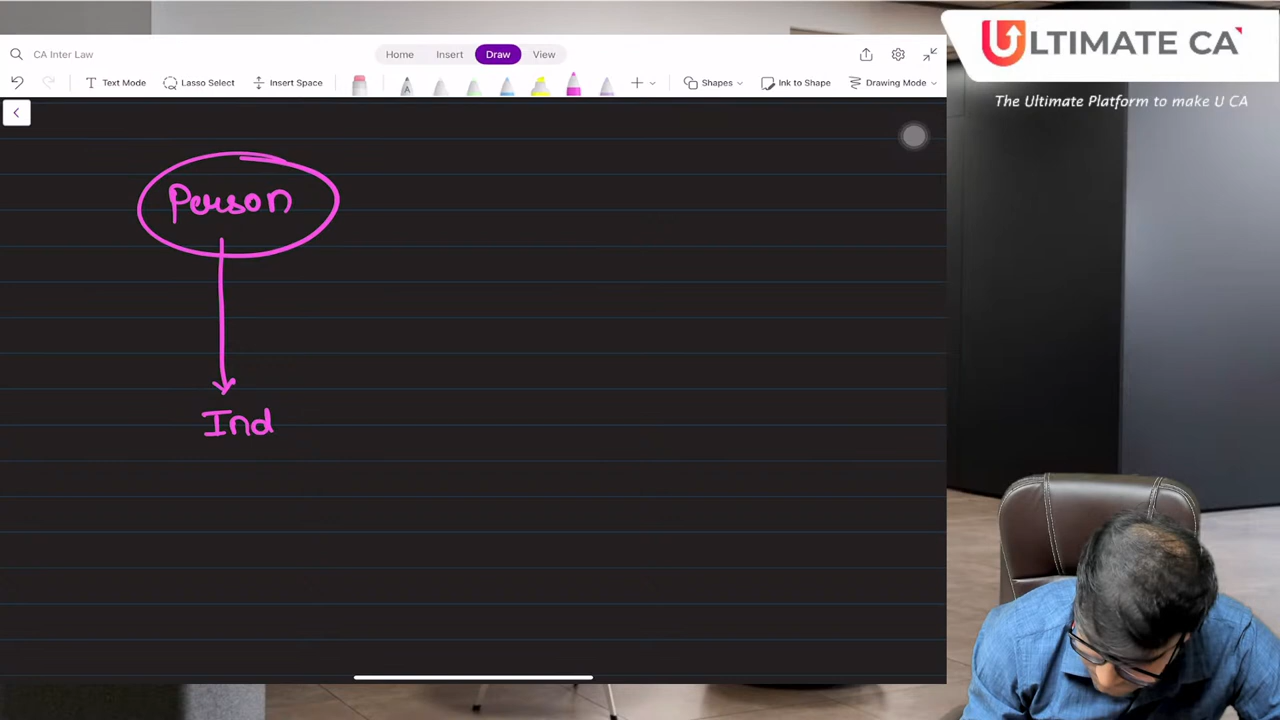 CA Inter Law
Home Insert Draw View
Text Mode Lasso Select Insert Space Shapes Ink to Shape Drawing Mode
ULTIMATE CA
The Ultimate Platform to make U CA
Person
Ind